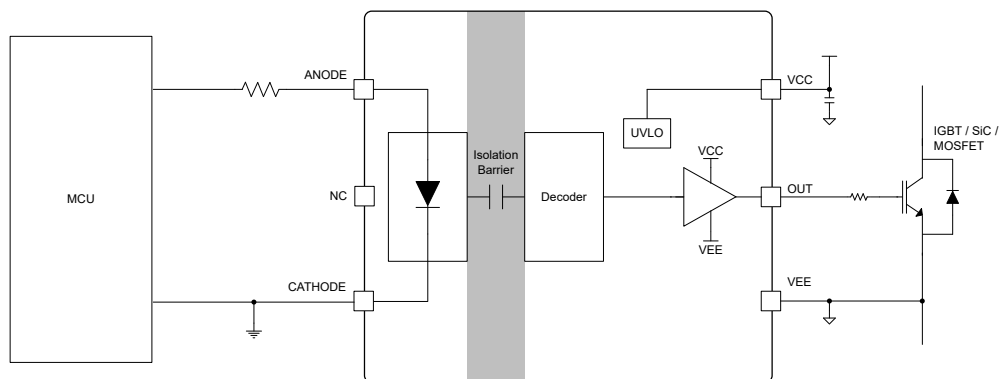 MCU
ANODE
NC
CATHODE
Isolation
Barrier
Decoder
UVLO
VCC
VEE
VCC
OUT
VEE
IGBT / SiC /
MOSFET